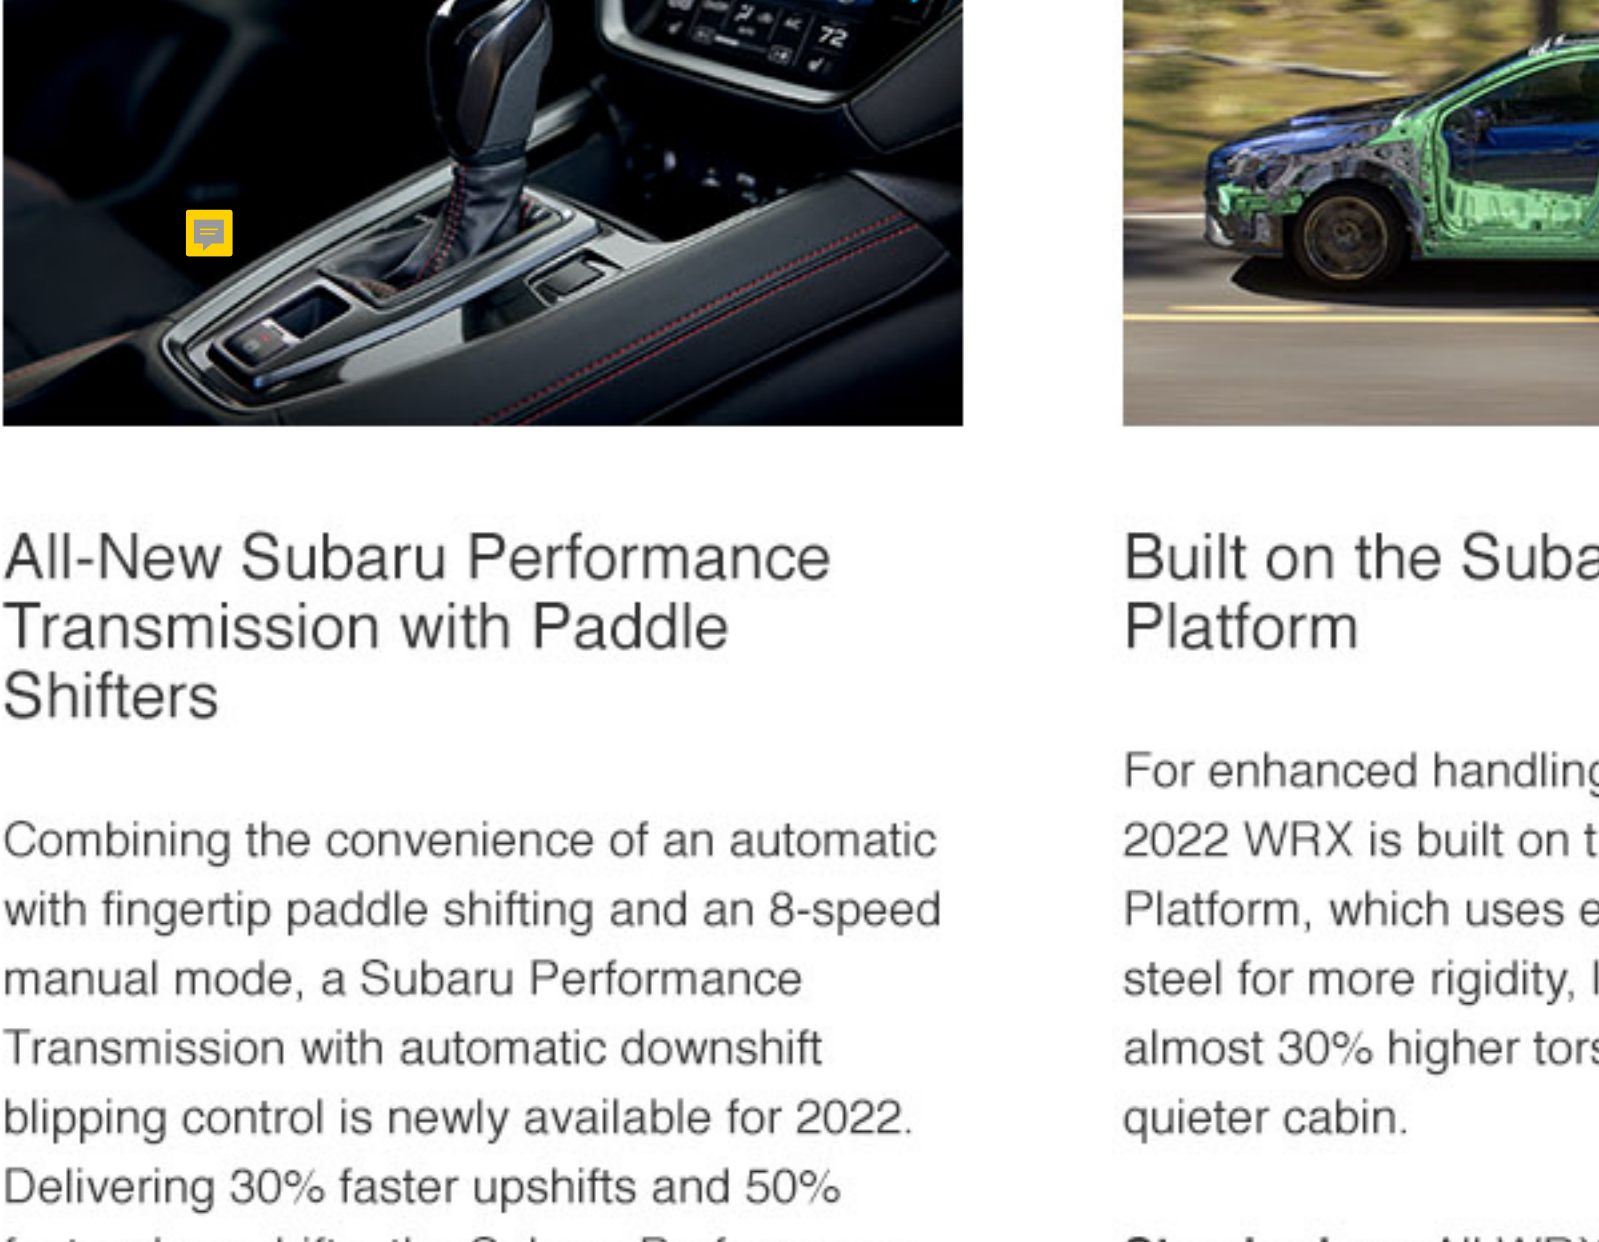 72
All-New Subaru Performance
Transmission with Paddle
Shifters
Combining the convenience of an automatic
with fingertip paddle shifting and an 8-speed
manual mode, a Subaru Performance
Transmission with automatic downshift
blipping control is newly available for 2022.
Delivering 30% faster upshifts and 50%
Built on the
Platform
For enhanced handling
2022 WRX is built on
Platform, which uses
steel for more rigidity,
almost 30% higher
quieter cabin.
All WRX